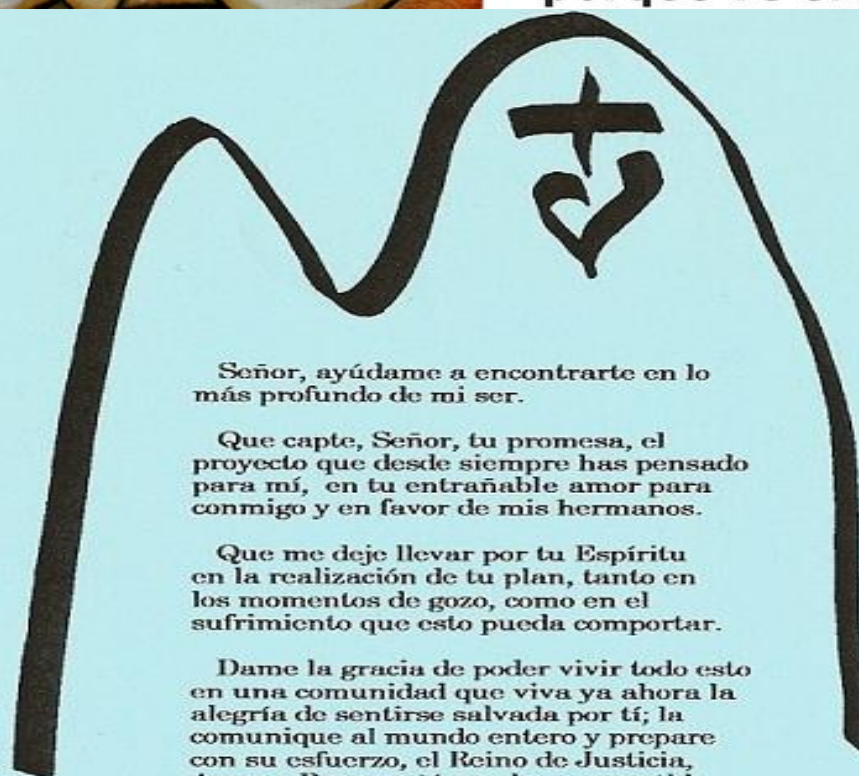 Señor, ayúdame a encontrarte en lo
más profundo de mi ser.
Que capte, Señor, tu promesa, el
proyecto que desde siempre has pensado
para mí, en tu entrañable amor para
conmigo y en favor de mis hermanos.
Que me deje llevar por tu Espíritu
en la realización de tu plan, tanto en
los momentos de gozo, como en el
sufrimiento que esto pueda comportar.
Dame la gracia de poder vivir todo esto
en una comunidad que viva ya ahora la
alegría de sentirse salvada por tí; la
comunique al mundo entero y prepare
con su esfuerzo, el Reino de Justicia,